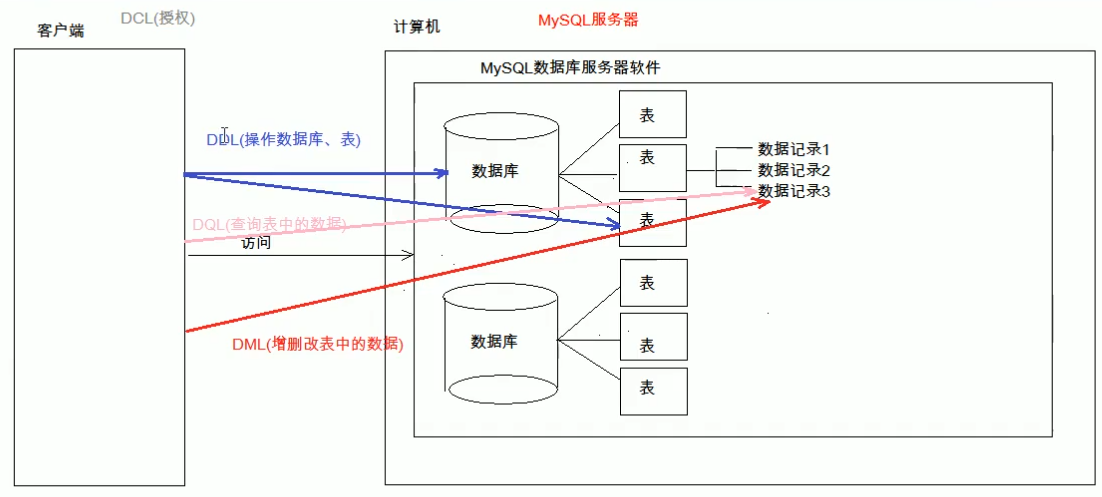 DCL(授权)
客户端
计算机
MySQL服务器
MySQL数据库服务器软件
表
DDL(操作数据库、表)
数据库
表
数据记录1
数据记录2
数据记录3
DQL(查询表中的数据)
表
访问
表
DML(增删改表中的数据)
数据库
表
表